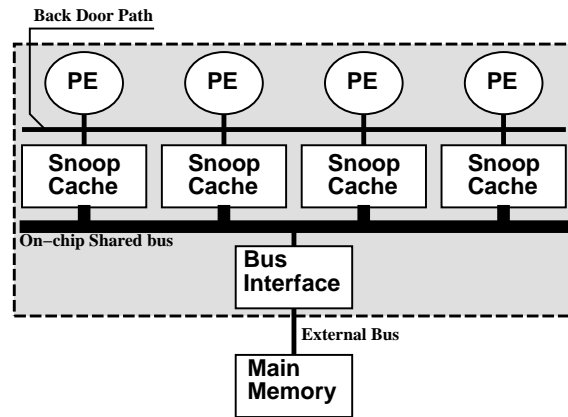 Back Door Path
PE PE PE PE
Snoop Cache
Snoop Cache
Snoop Cache
Snoop Cache
On−chip Shared bus
Bus
Interface
External Bus
Main
Memory